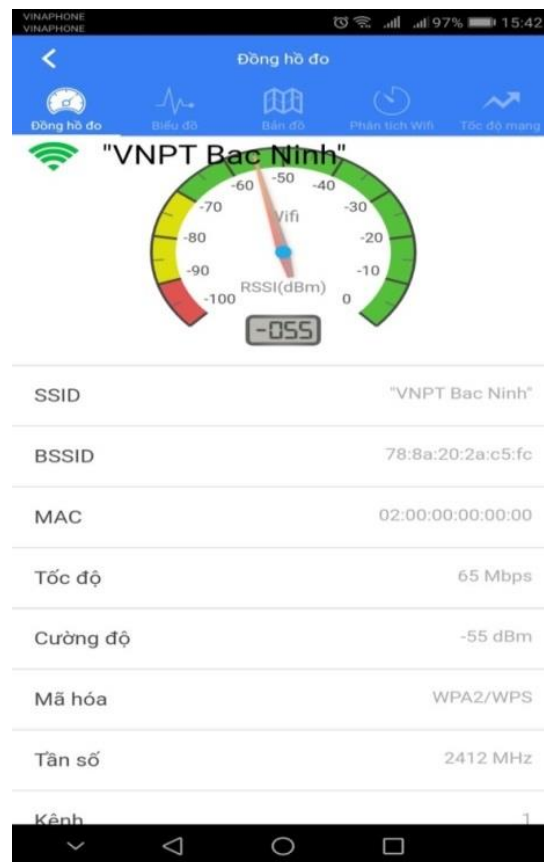 VINAPHONE
VINAPHONE
97% 15:42
Đồng hồ đo
Đồng hồ đo Biểu đồ Bản đồ Phân tích Wifi Tốc độ mạng
"VNPT Bac Ninh"
-60 -50 -40
-70 Wifi -30
-80 -20
-90 -10
-100 RSSI(dBm) 0
-055
SSID "VNPT Bac Ninh"
BSSID 78:8a:20:2a:c5:fc
MAC 02:00:00:00:00:00
Tốc độ 65 Mbps
Cường độ -55 dBm
Mã hóa WPA2/WPS
Tần số 2412 MHz
Kênh 1